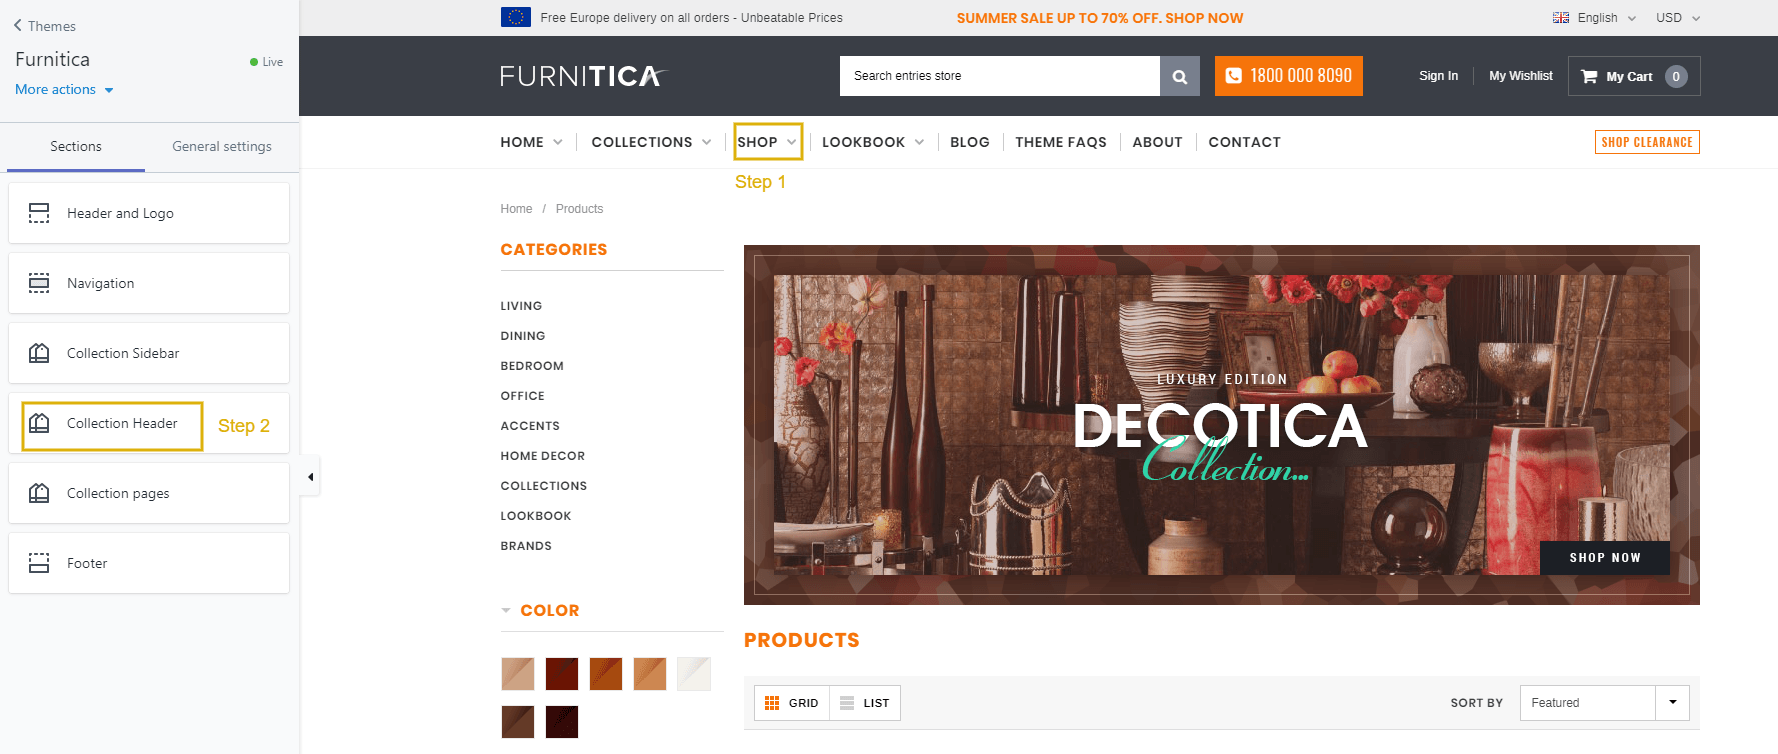 Themes
Furnitica
Live
More actions
Sections
General settings
Header and Logo
Navigation
Collection Sidebar
Collection Header
Step 2
Collection pages
Footer
Free Europe delivery on all orders - Unbeatable Prices
SUMMER SALE UP TO 70% OFF. SHOP NOW
English
USD
FURNITICA
Search entries store
1800 000 8090
Sign In
My Wishlist
My Cart
0
HOME
COLLECTIONS
SHOP
LOOKBOOK
BLOG
THEME FAQS
ABOUT
CONTACT
SHOP CLEARANCE
Step 1
Home / Products
CATEGORIES
LIVING
DINING
BEDROOM
OFFICE
ACCENTS
HOME DECOR
COLLECTIONS
LOOKBOOK
BRANDS
COLOR
LUXURY EDITION
DECOTICA
Collection...
SHOP NOW
PRODUCTS
GRID
LIST
SORT BY
Featured